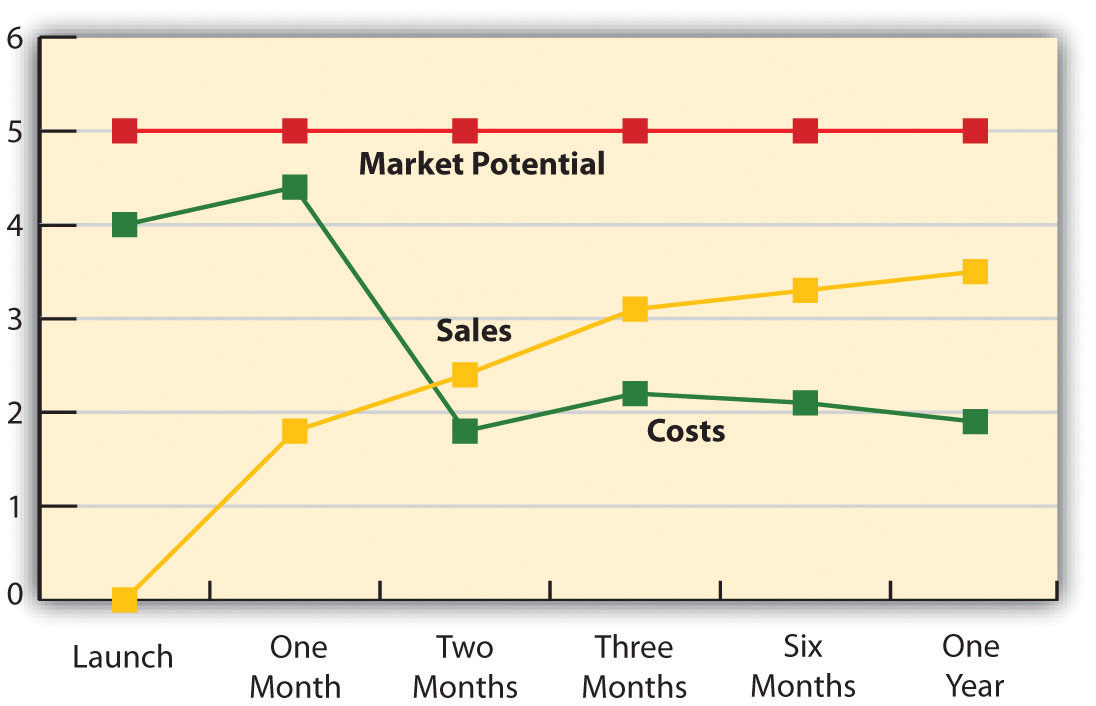 6
5
Market Potential
4
3
Sales
2
Costs
1
0
Launch
One
Month
Two
Months
Three
Months
Six
Months
One
Year